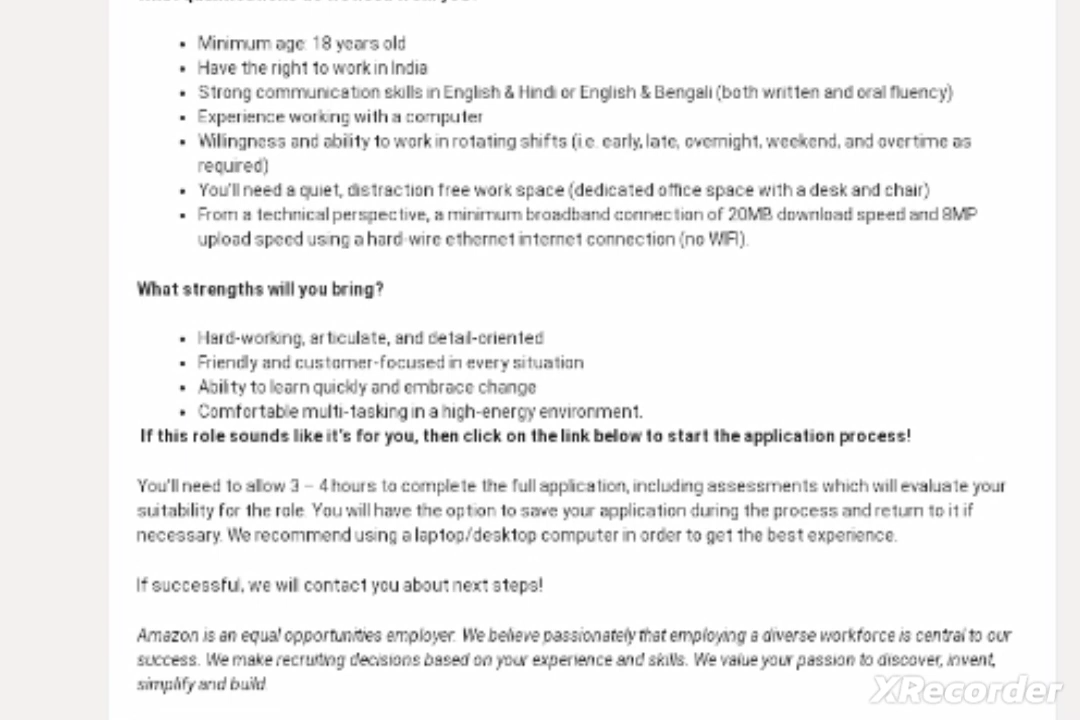 Minimum age: 18 years old
Have the right to work in India
Strong communication skills in English & Hindi or English & Bengali (both written and oral fluency)
Experience working with a computer
Willingness and ability to work in rotating shifts (i.e. early, late, overnight, weekend, and overtime as
required)
You'll need a quiet, distraction free work space (dedicated office space with a desk and chair)
From a technical perspective, a minimum broadband connection of 20MB download speed and 8MP
upload speed using a hard-wire ethernet internet connection (no WIFI).
What strengths will you bring?
Hard-working, articulate, and detail-oriented
Friendly and customer-focused in every situation
Ability to learn quickly and embrace change
Comfortable multi-tasking in a high-energy environment.
If this role sounds like it's for you, then click on the link below to start the application process!
You'll need to allow 3 – 4 hours to complete the full application, including assessments which will evaluate your
suitability for the role. You will have the option to save your application during the process and return to it if
necessary. We recommend using a laptop/desktop computer in order to get the best experience.
If successful, we will contact you about next steps!
Amazon is an equal opportunities employer. We believe passionately that employing a diverse workforce is central to our
success. We make recruiting decisions based on your experience and skills. We value your passion to discover, invent,
simplify and build.
XRecorder